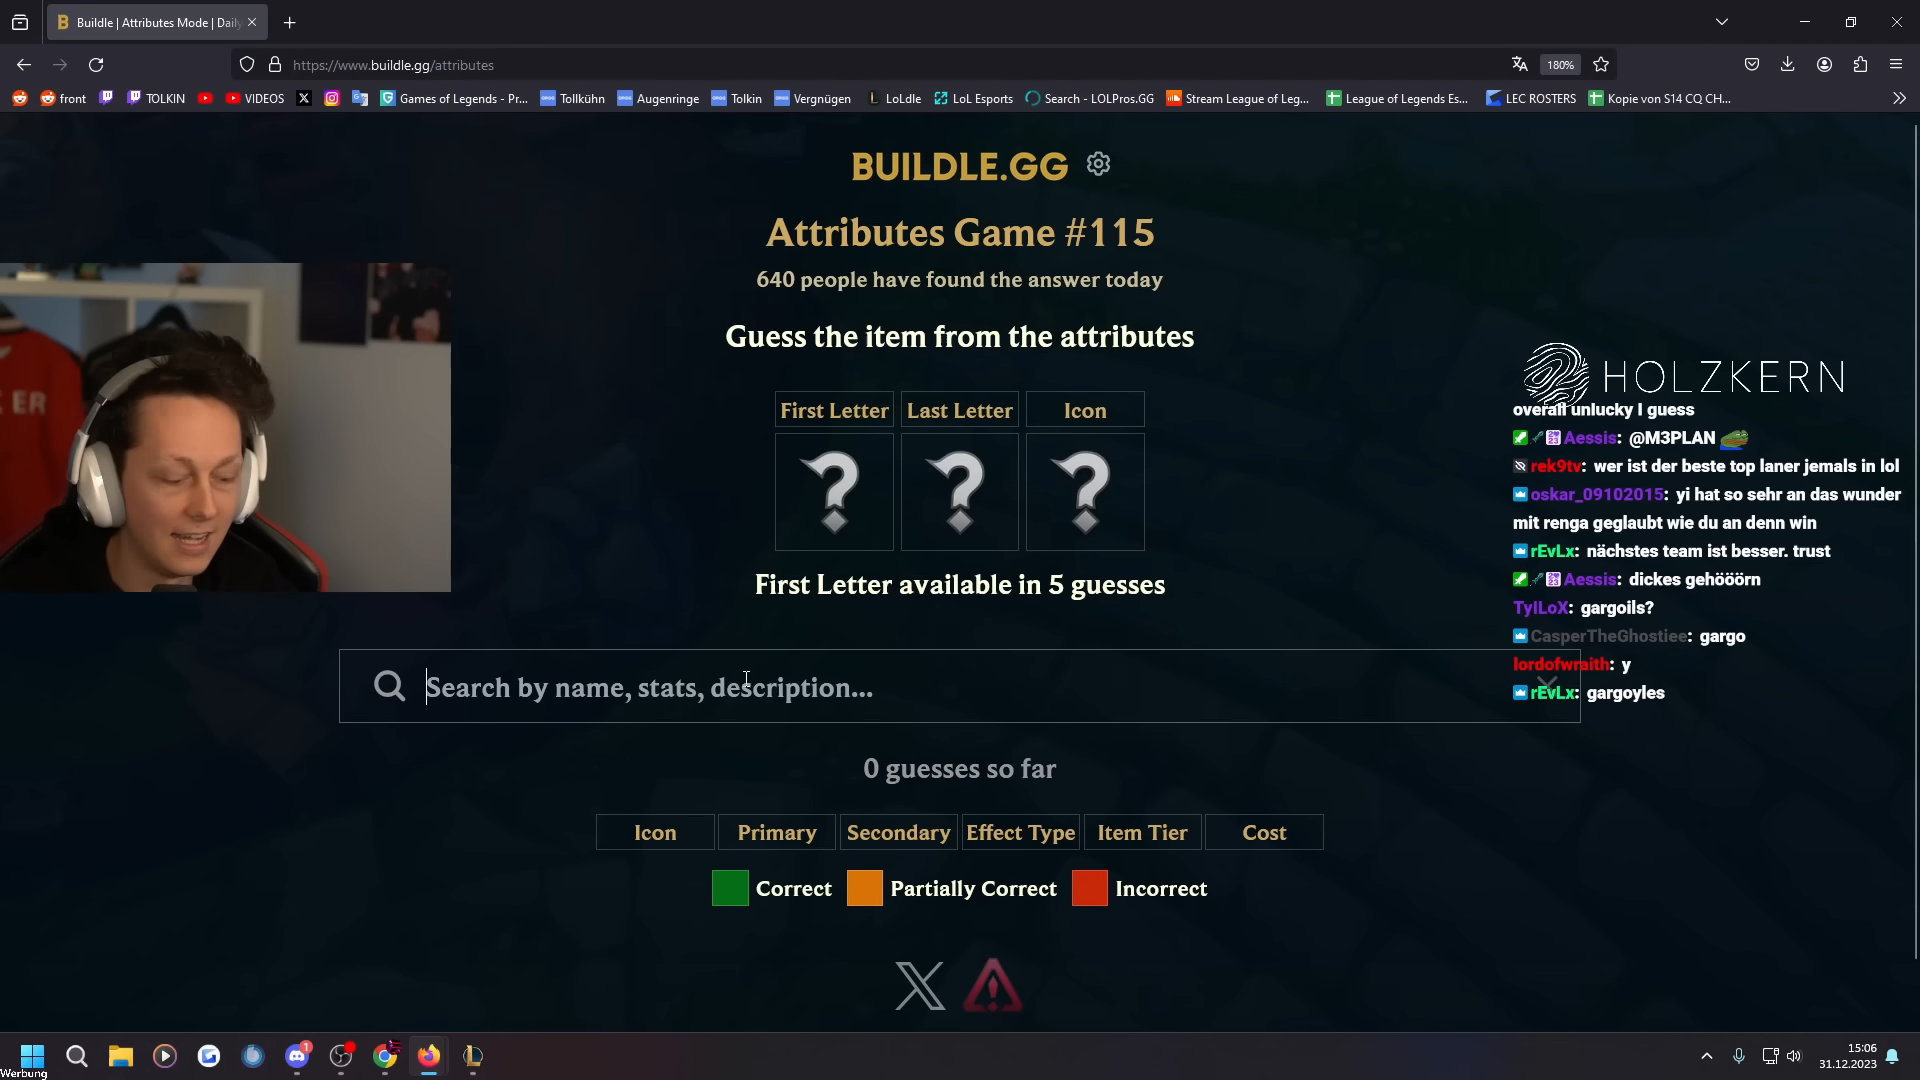 Buildle | Attributes Mode | Daily
https://www.buildle.gg/attributes
180%
front
TOLKIN
VIDEOS
Games of Legends - Pr...
Tollkühn
Augenringe
Tolkin
Vergnügen
LoLdle
LoL Esports
Search - LOLPros.GG
Stream League of Leg...
League of Legends Es...
LEC ROSTERS
Kopie von S14 CQ CH...
BUILDLE.GG
Attributes Game #115
640 people have found the answer today
Guess the item from the attributes
First Letter
Last Letter
Icon
?
?
?
First Letter available in 5 guesses
Search by name, stats, description...
0 guesses so far
Icon
Primary
Secondary
Effect Type
Item Tier
Cost
Correct
Partially Correct
Incorrect
ER
HOLZKERN
overall unlucky I guess
Aessis: @M3PLAN
rek9tv: wer ist der beste top laner jemals in lol
oskar_09102015: yi hat so sehr an das wunder
mit renga geglaubt wie du an denn win
rEvLx: nächstes team ist besser. trust
Aessis: dickes gehööörn
TyILoX: gargoils?
CasperTheGhostiee: gargo
lordofwraith: y
rEvLx: gargoyles
Werbung
1
15:06
31.12.2023